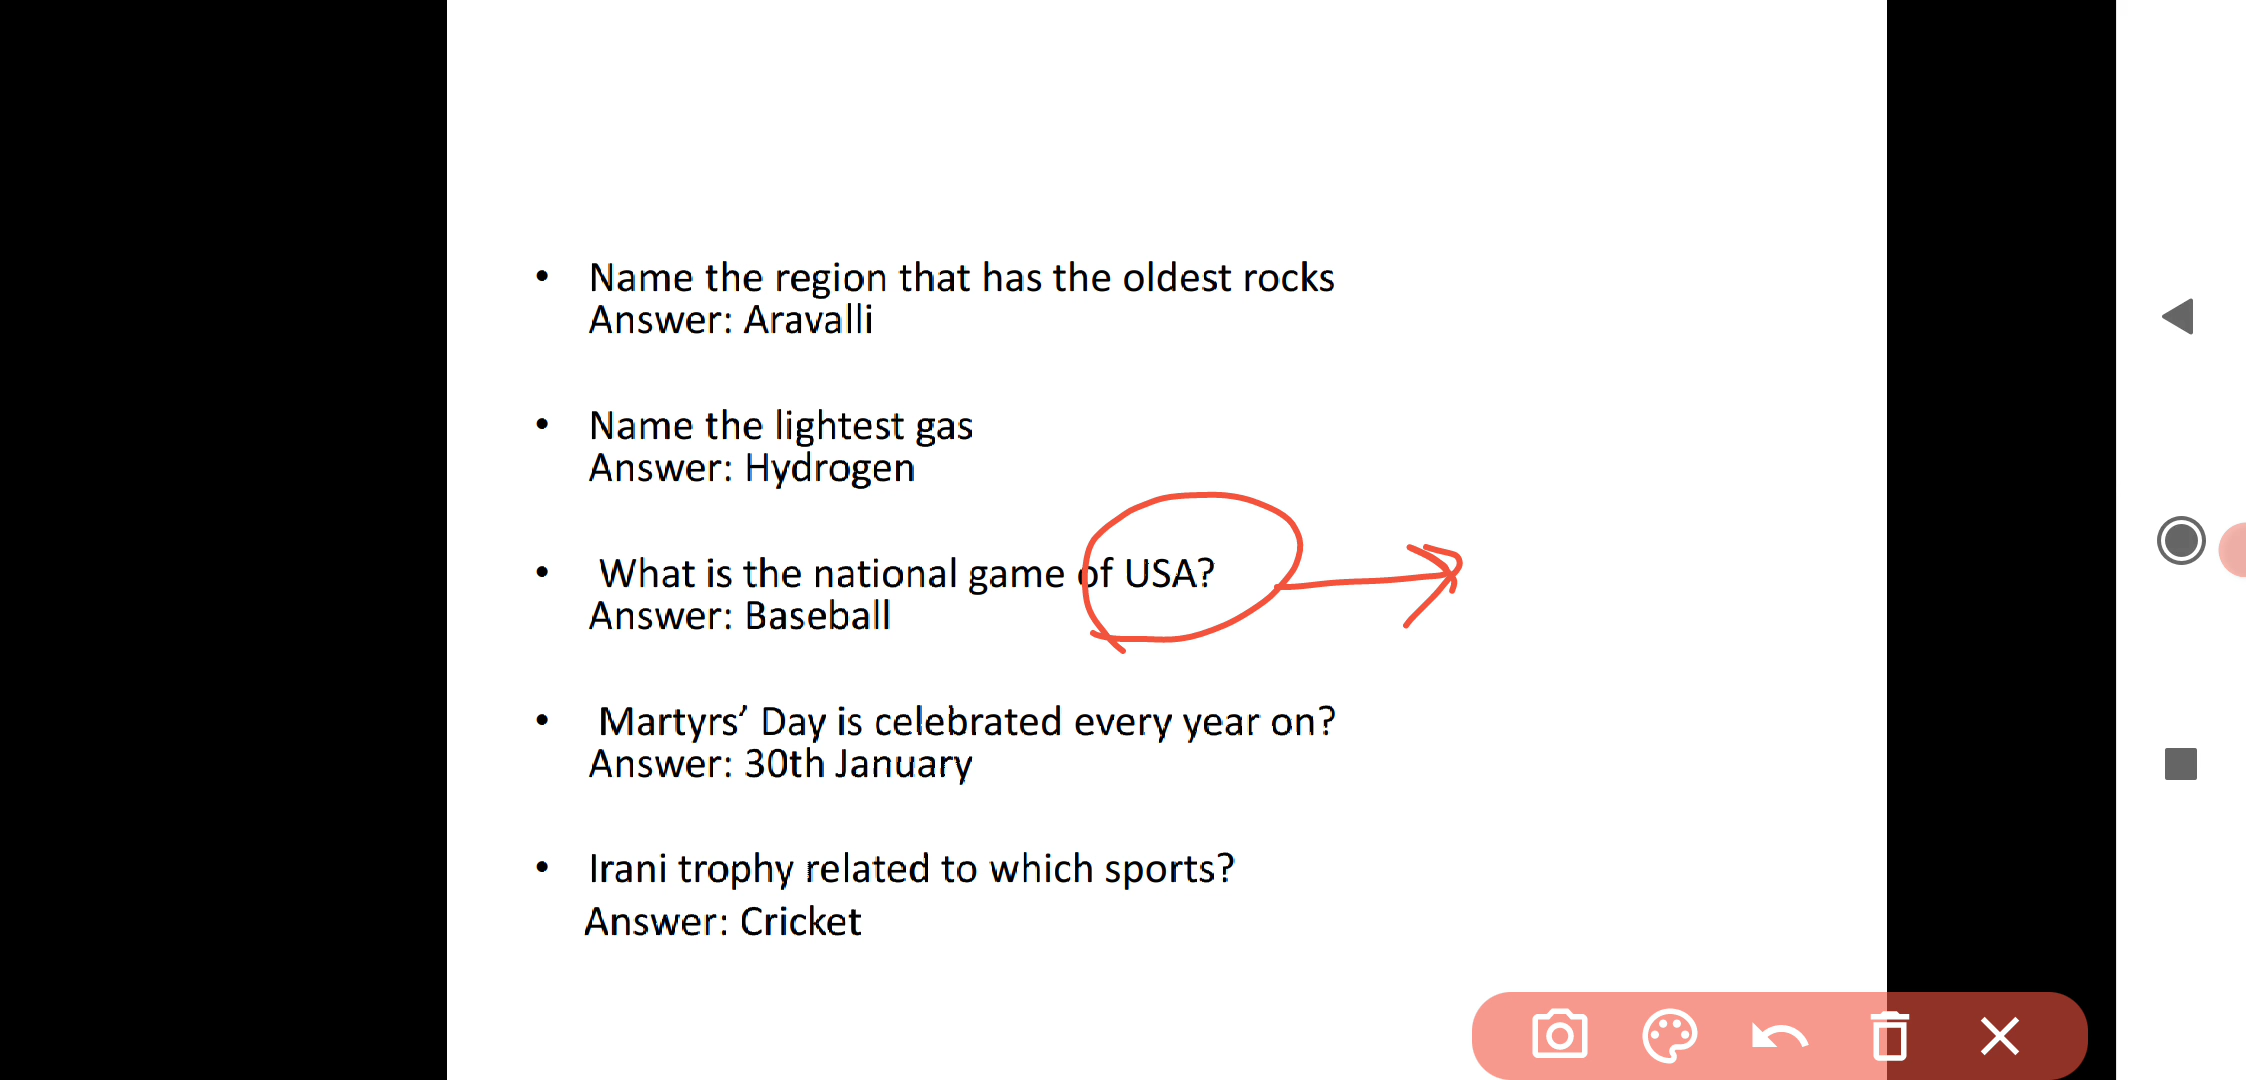 • Name the region that has the oldest rocks
Answer: Aravalli
• Name the lightest gas
Answer: Hydrogen
• What is the national game of USA?
Answer: Baseball
• Martyrs’ Day is celebrated every year on?
Answer: 30th January
• Irani trophy related to which sports?
Answer: Cricket